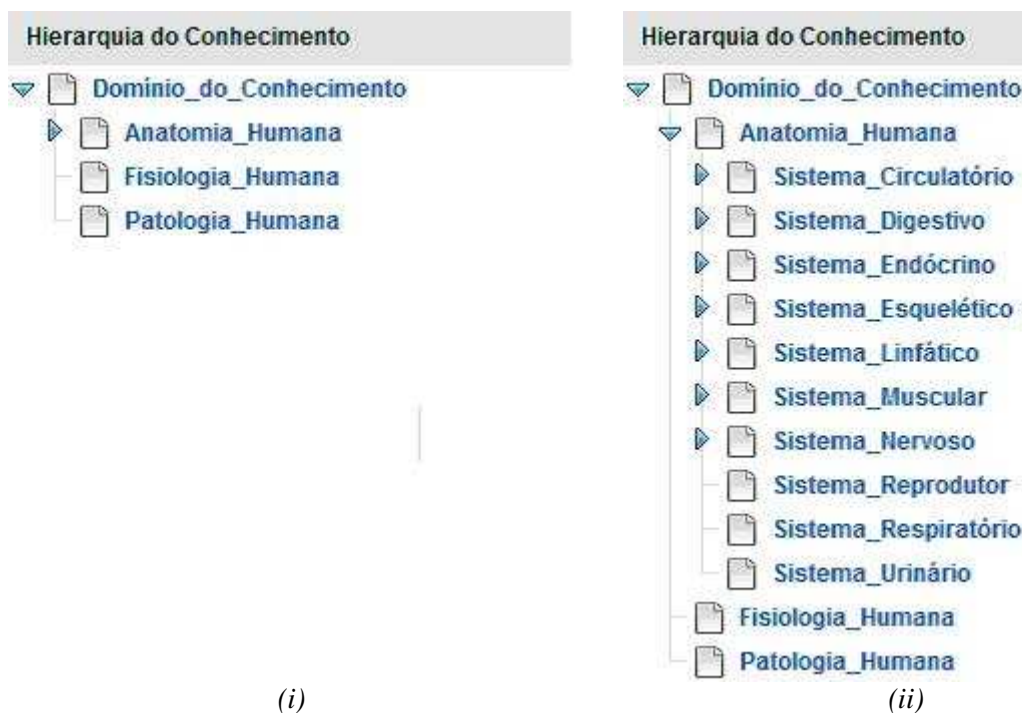 Hierarquia do Conhecimento
Domínio_do_Conhecimento
Anatomia_Humana
Fisiologia_Humana
Patologia_Humana
(i)
Hierarquia do Conhecimento
Domínio_do_Conhecimento
Anatomia_Humana
Sistema_Circulatório
Sistema_Digestivo
Sistema_Endócrino
Sistema_Esquelético
Sistema_Linfático
Sistema_Muscular
Sistema_Nervoso
Sistema_Reprodutor
Sistema_Respiratório
Sistema_Urinário
Fisiologia_Humana
Patologia_Humana
(ii)